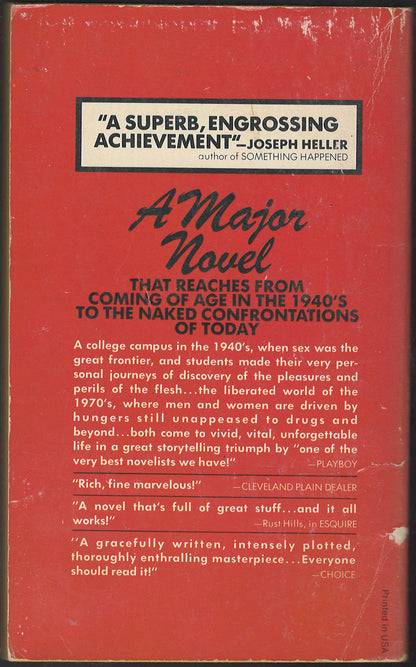 "A SUPERB, ENGROSSING
ACHIEVEMENT"—JOSEPH HELLER
author of SOMETHING HAPPENED
A Major
Novel
THAT REACHES FROM
COMING OF AGE IN THE 1940'S
TO THE NAKED CONFRONTATIONS
OF TODAY
A college campus in the 1940's, when sex was the
great frontier, and students made their very per-
sonal journeys of discovery of the pleasures and
perils of the flesh...the liberated world of the
1970's, where men and women are driven by
hungers still unappeased to drugs and
beyond...both come to vivid, vital, unforgettable
life in a great storytelling triumph by "one of the
very best novelists we have!" —PLAYBOY
"Rich, fine marvelous!" —CLEVELAND PLAIN DEALER
"A novel that's full of great stuff...and it all
works!" —Rust Hills, in ESQUIRE
"A gracefully written, intensely plotted,
thoroughly enthralling masterpiece...Everyone
should read it!" —CHOICE
Printed in USA